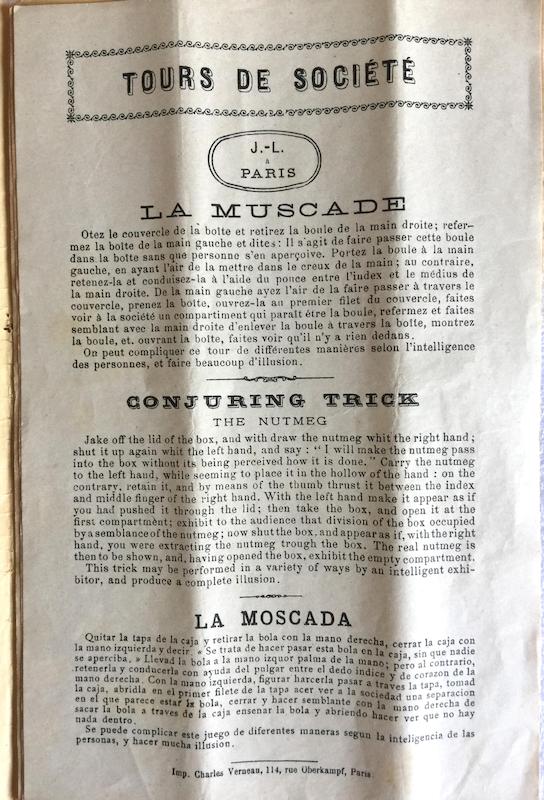 TOURS DE SOCIÉTÉ
J.-L.
à
PARIS
LA MUSCADE
Otez le couvercle de la boîte et retirez la boule de la main droite; refer-
mez la boîte de la main gauche et dites: Il s'agit de faire passer cette boule
dans la boîte sans que personne s'en aperçoive. Portez la boule à la main
gauche, en ayant l'air de la mettre dans le creux de la main; au contraire,
retenez-la et conduisez-la à l'aide du pouce entre l'index et le médius de
la main droite. De la main gauche ayez l'air de la faire passer à travers le
couvercle, prenez la boîte, ouvrez-la au premier filet du couvercle, faites
voir à la société un compartiment qui paraît être la boule, refermez et faites
semblant avec la main droite d'enlever la boule à travers la boîte, montrez
la boule, et, ouvrant la boîte, faites voir qu'il n'y a rien dedans.
On peut compliquer ce tour de différentes manières selon l'intelligence
des personnes, et faire beaucoup d'illusion.
CONJURING TRICK
THE NUTMEG
Jake off the lid of the box, and with draw the nutmeg whit the right hand;
shut it up again whit the left hand, and say: "I will make the nutmeg pass
into the box without its being perceived how it is done." Carry the nutmeg
to the left hand, while seeming to place it in the hollow of the hand: on the
contrary, retain it, and by means of the thumb thrust it between the index
and middle finger of the right hand. With the left hand make it appear as if
you had pushed it through the lid; then take the box, and open it at the
first compartment; exhibit to the audience that division of the box occupied
by a semblance of the nutmeg; now shut the box, and appear as if, with the right
hand, you were extracting the nutmeg trough the box. The real nutmeg is
then to be shown, and, having opened the box, exhibit the empty compartment.
This trick may be performed in a variety of ways by an intelligent exhi-
bitor, and produce a complete illusion.
LA MOSCADA
Quitar la tapa de la caja y retirar la bola con la mano derecha, cerrar la caja con
la mano izquierda y decir. « Se trata de hacer pasar esta bola en la caja, sin que nadie
se aperciba. » Llevad la bola a la mano izquor palma de la mano; pero al contrario,
retenerla y conducerla con ayuda del pulgar entre el dedo indice y de corazon de la
mano derecha. Con la mano izquierda, figurar harcerla pasar a traves la tapa, tomad
la caja, abridla en el primer filete de la tapa acer ver a la sociedad una separacion
en el que parece estar la bola, cerrar y hacer semblante con la mano derecha de
sacar la bola a traves de la caja ensenar la bola y abriendo hacer ver que no hay
nada dentro.
Se puede complicar este juego de diferentes maneras segun la inteligencia de las
personas, y hacer mucha illusion.
Imp. Charles Verneau, 114, rue Oberkampf, Paris